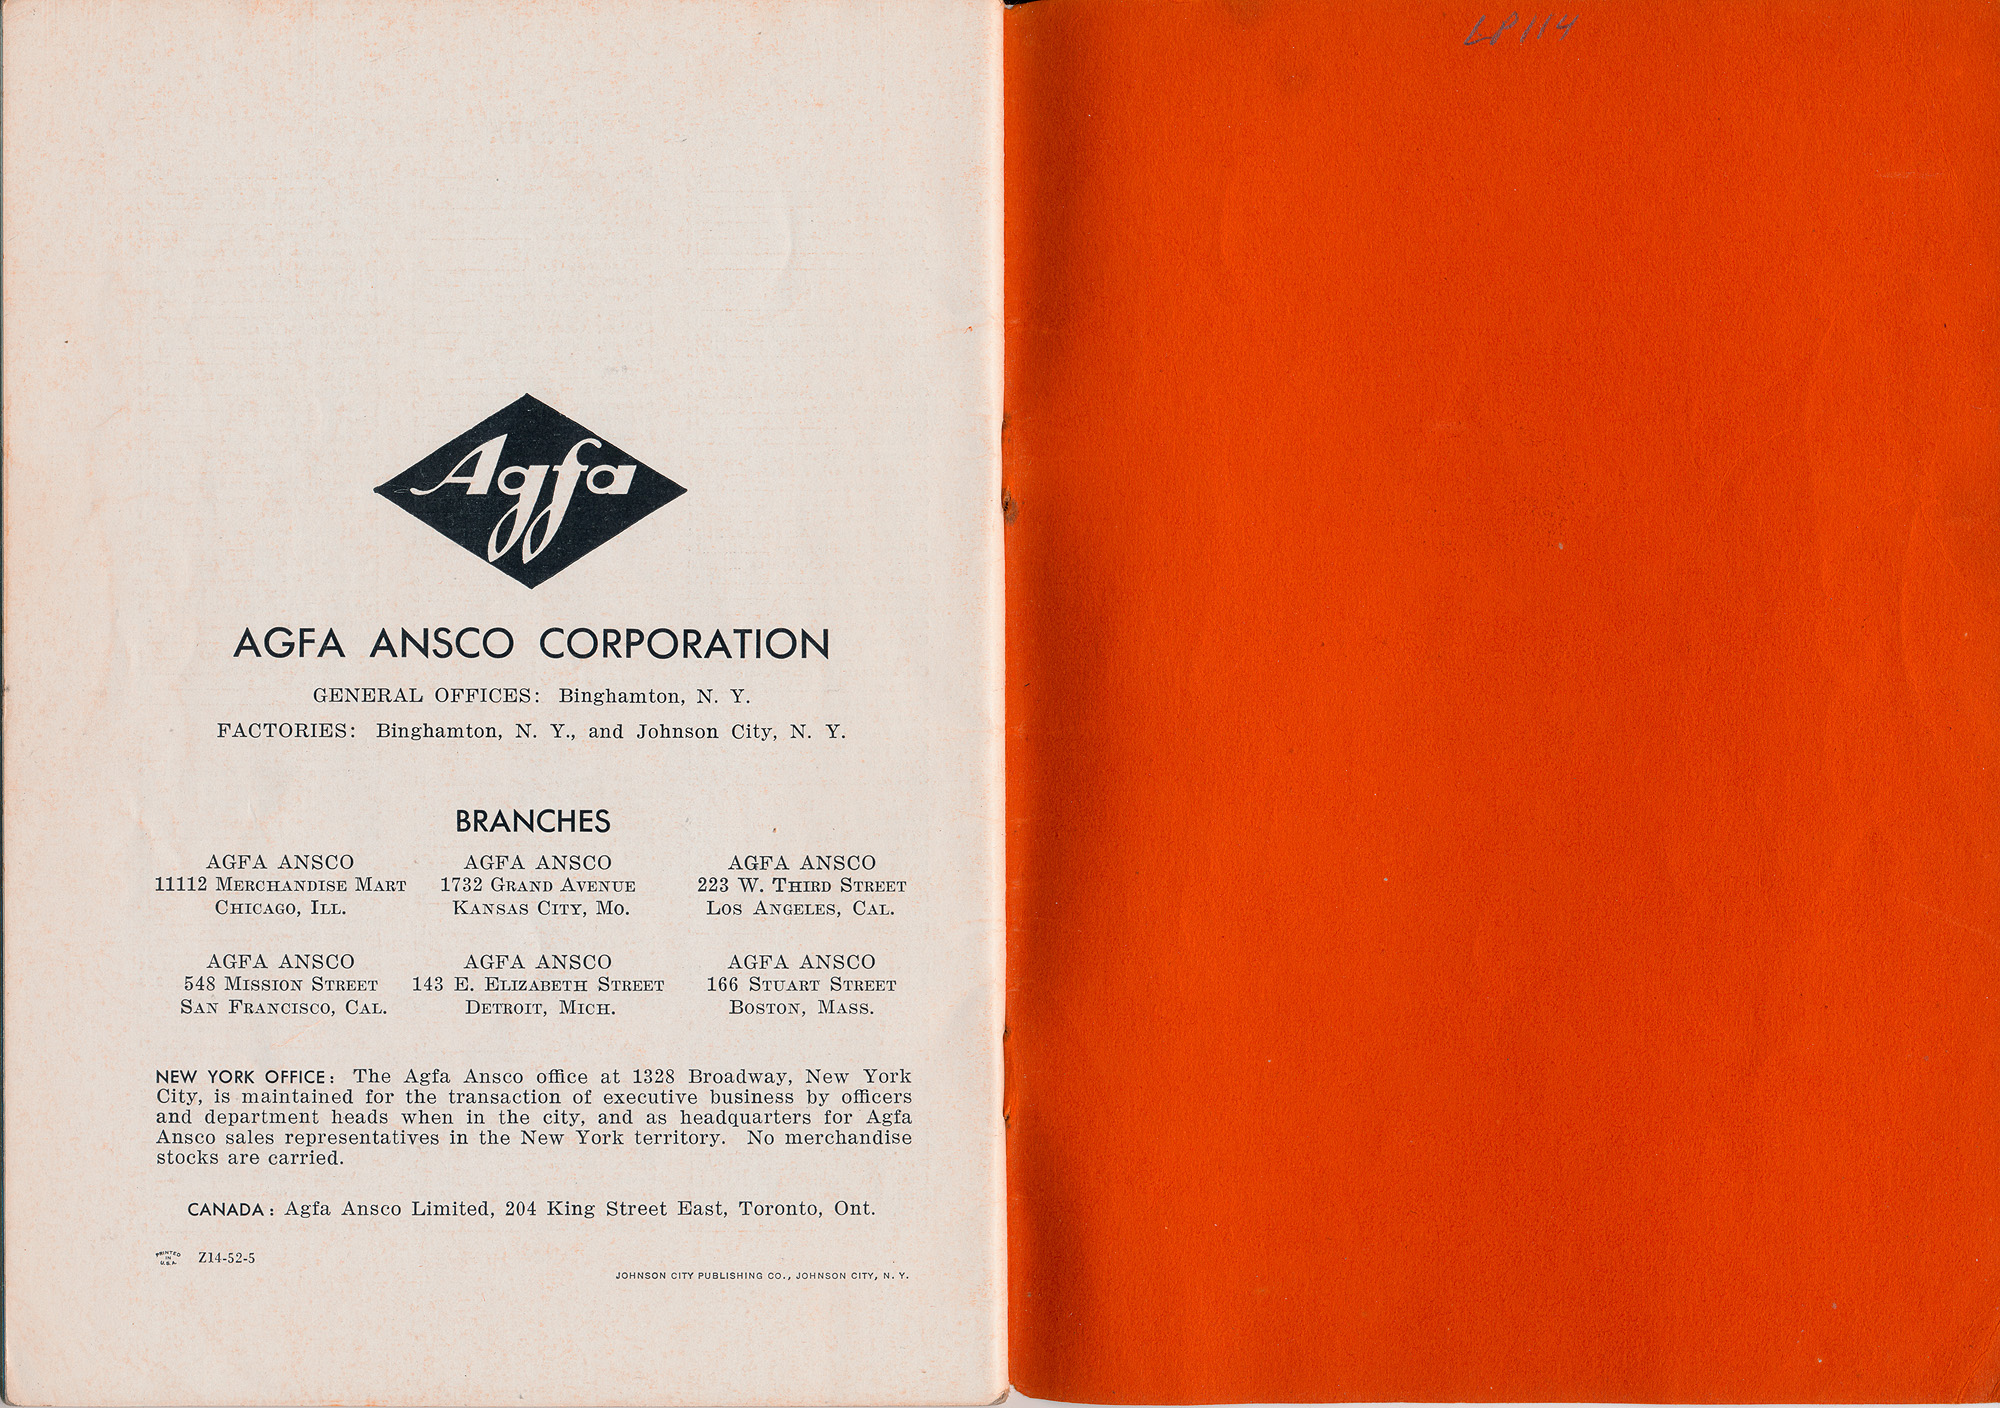 Agfa
AGFA ANSCO CORPORATION
GENERAL OFFICES: Binghamton, N. Y.
FACTORIES: Binghamton, N. Y., and Johnson City, N. Y.
BRANCHES
AGFA ANSCO
11112 MERCHANDISE MART
CHICAGO, ILL.
AGFA ANSCO
1732 GRAND AVENUE
KANSAS CITY, MO.
AGFA ANSCO
223 W. THIRD STREET
LOS ANGELES, CAL.
AGFA ANSCO
548 MISSION STREET
SAN FRANCISCO, CAL.
AGFA ANSCO
143 E. ELIZABETH STREET
DETROIT, MICH.
AGFA ANSCO
166 STUART STREET
BOSTON, MASS.
NEW YORK OFFICE: The Agfa Ansco office at 1328 Broadway, New York
City, is maintained for the transaction of executive business by officers
and department heads when in the city, and as headquarters for Agfa
Ansco sales representatives in the New York territory. No merchandise
stocks are carried.
CANADA: Agfa Ansco Limited, 204 King Street East, Toronto, Ont.
PRINTED
IN
U.S.A.
Z14-52-5
JOHNSON CITY PUBLISHING CO., JOHNSON CITY, N. Y.
LP 114